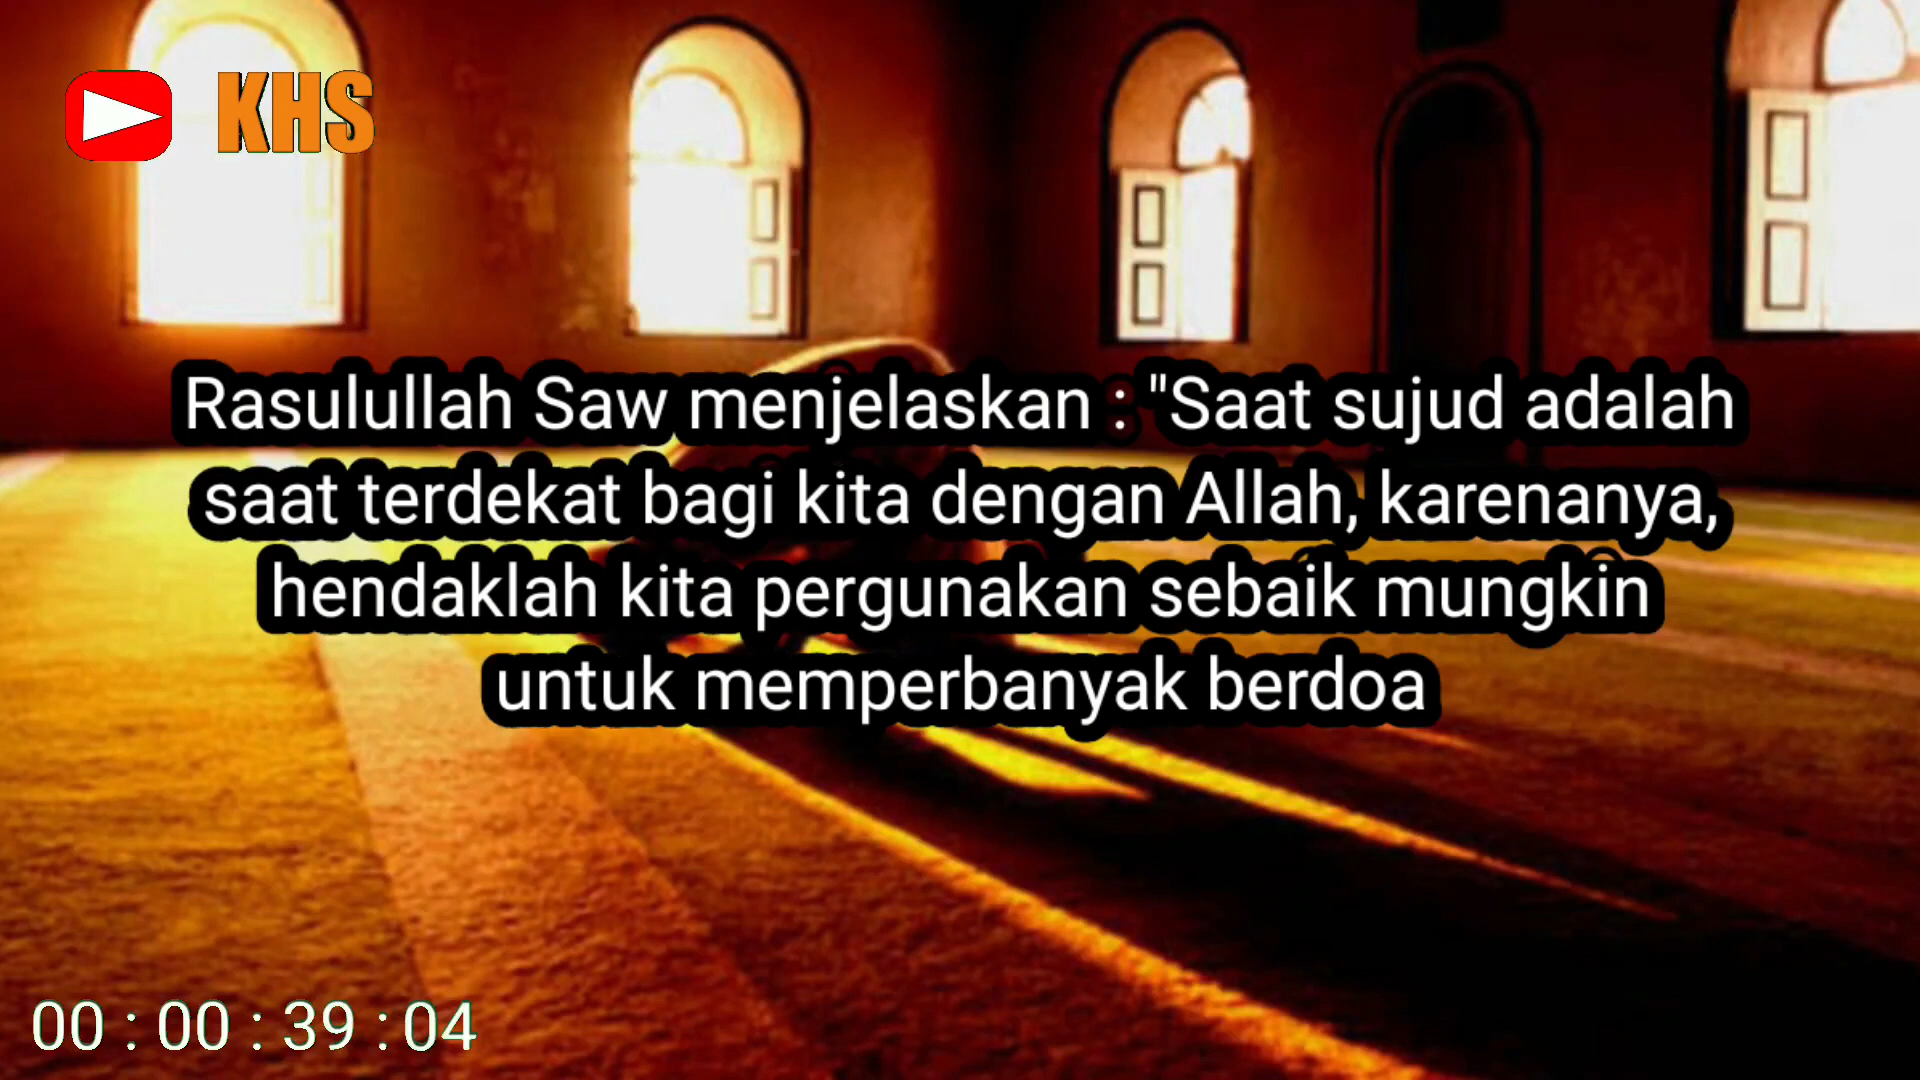 KHS
Rasulullah Saw menjelaskan : "Saat sujud adalah
saat terdekat bagi kita dengan Allah, karenanya,
hendaklah kita pergunakan sebaik mungkin
untuk memperbanyak berdoa
00 : 00 : 39 : 04